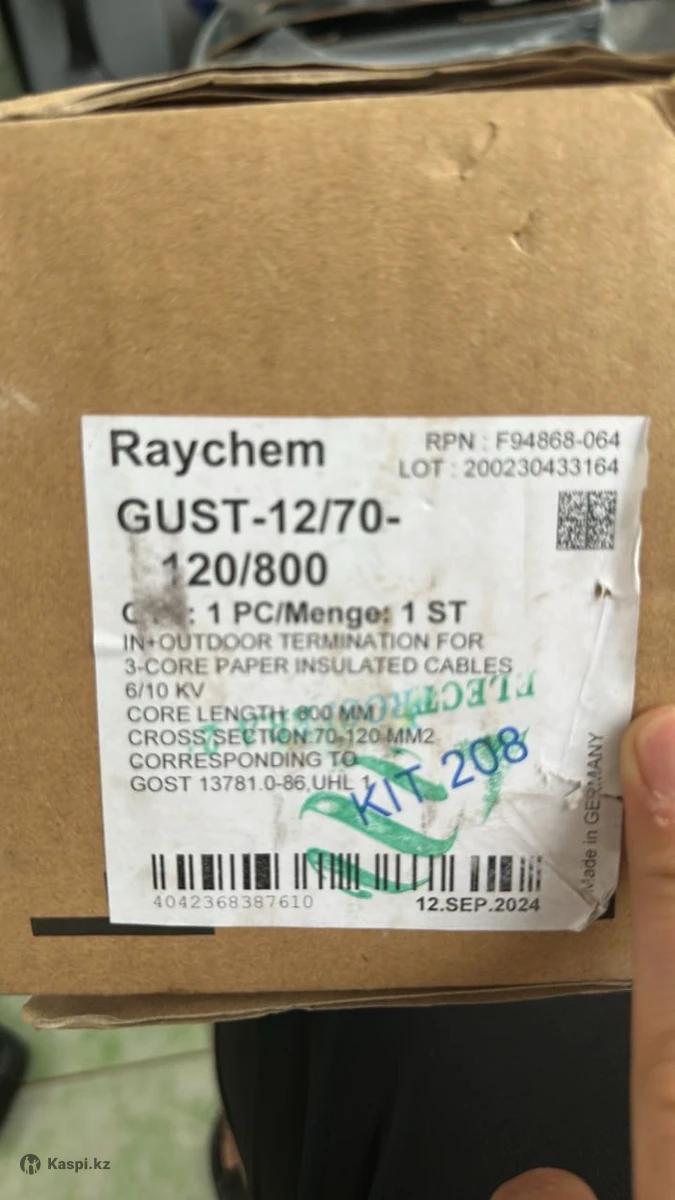 Raychem
RPN : F94868-064
LOT : 200230433164
GUST-12/70-
120/800
: 1 PC/Menge: 1 ST
IN+OUTDOOR TERMINATION FOR
3-CORE PAPER INSULATED CABLES
6/10 KV
CORE LENGTH: 800 MM
CROSS SECTION:70-120 MM2
CORRESPONDING TO
GOST 13781.0-86,UHL 1
KIT 208
Made in GERMANY
4042368387610
12.SEP.2024
Kaspi.kz